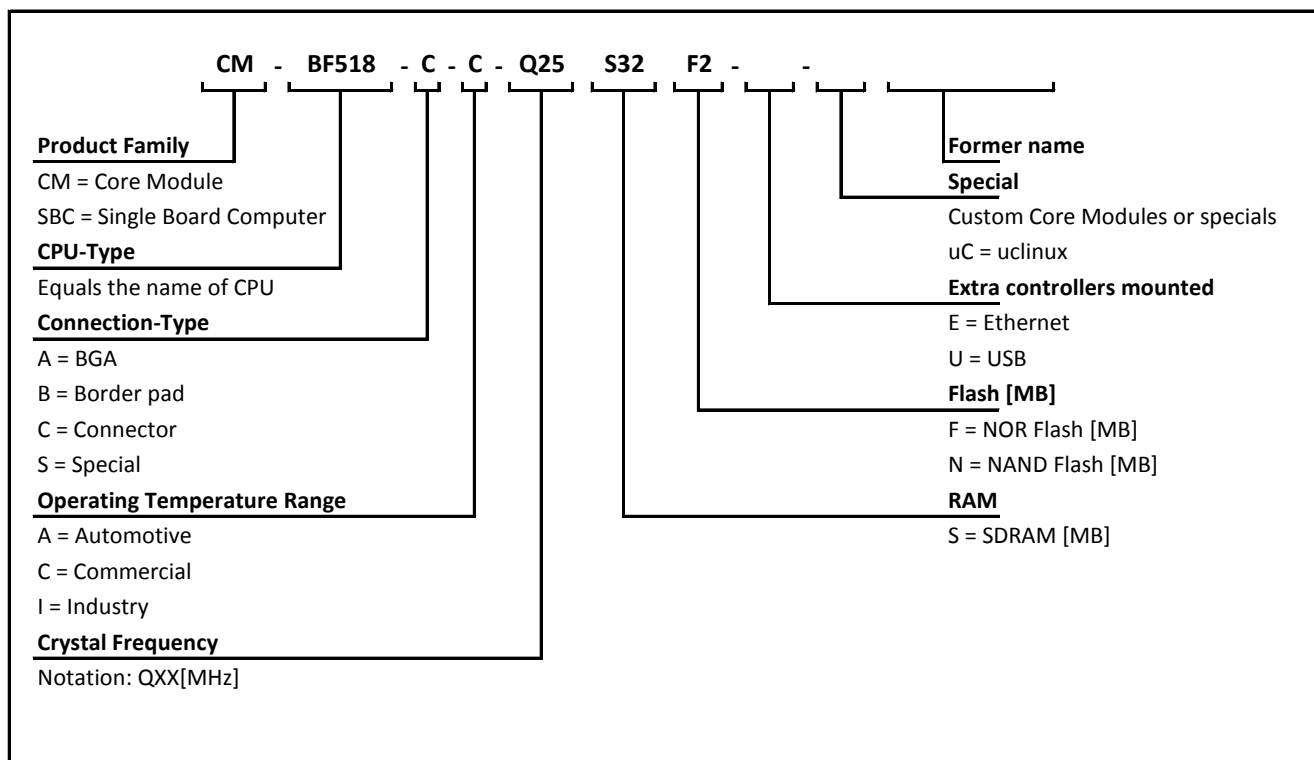 CM - BF518 - C - C - Q25 S32 F2 - -
Product Family
CM = Core Module
SBC = Single Board Computer
CPU-Type
Equals the name of CPU
Connection-Type
A = BGA
B = Border pad
C = Connector
S = Special
Operating Temperature Range
A = Automotive
C = Commercial
I = Industry
Crystal Frequency
Notation: QXX[MHz]
Former name
Special
Custom Core Modules or specials
uC = uclinux
Extra controllers mounted
E = Ethernet
U = USB
Flash [MB]
F = NOR Flash [MB]
N = NAND Flash [MB]
RAM
S = SDRAM [MB]